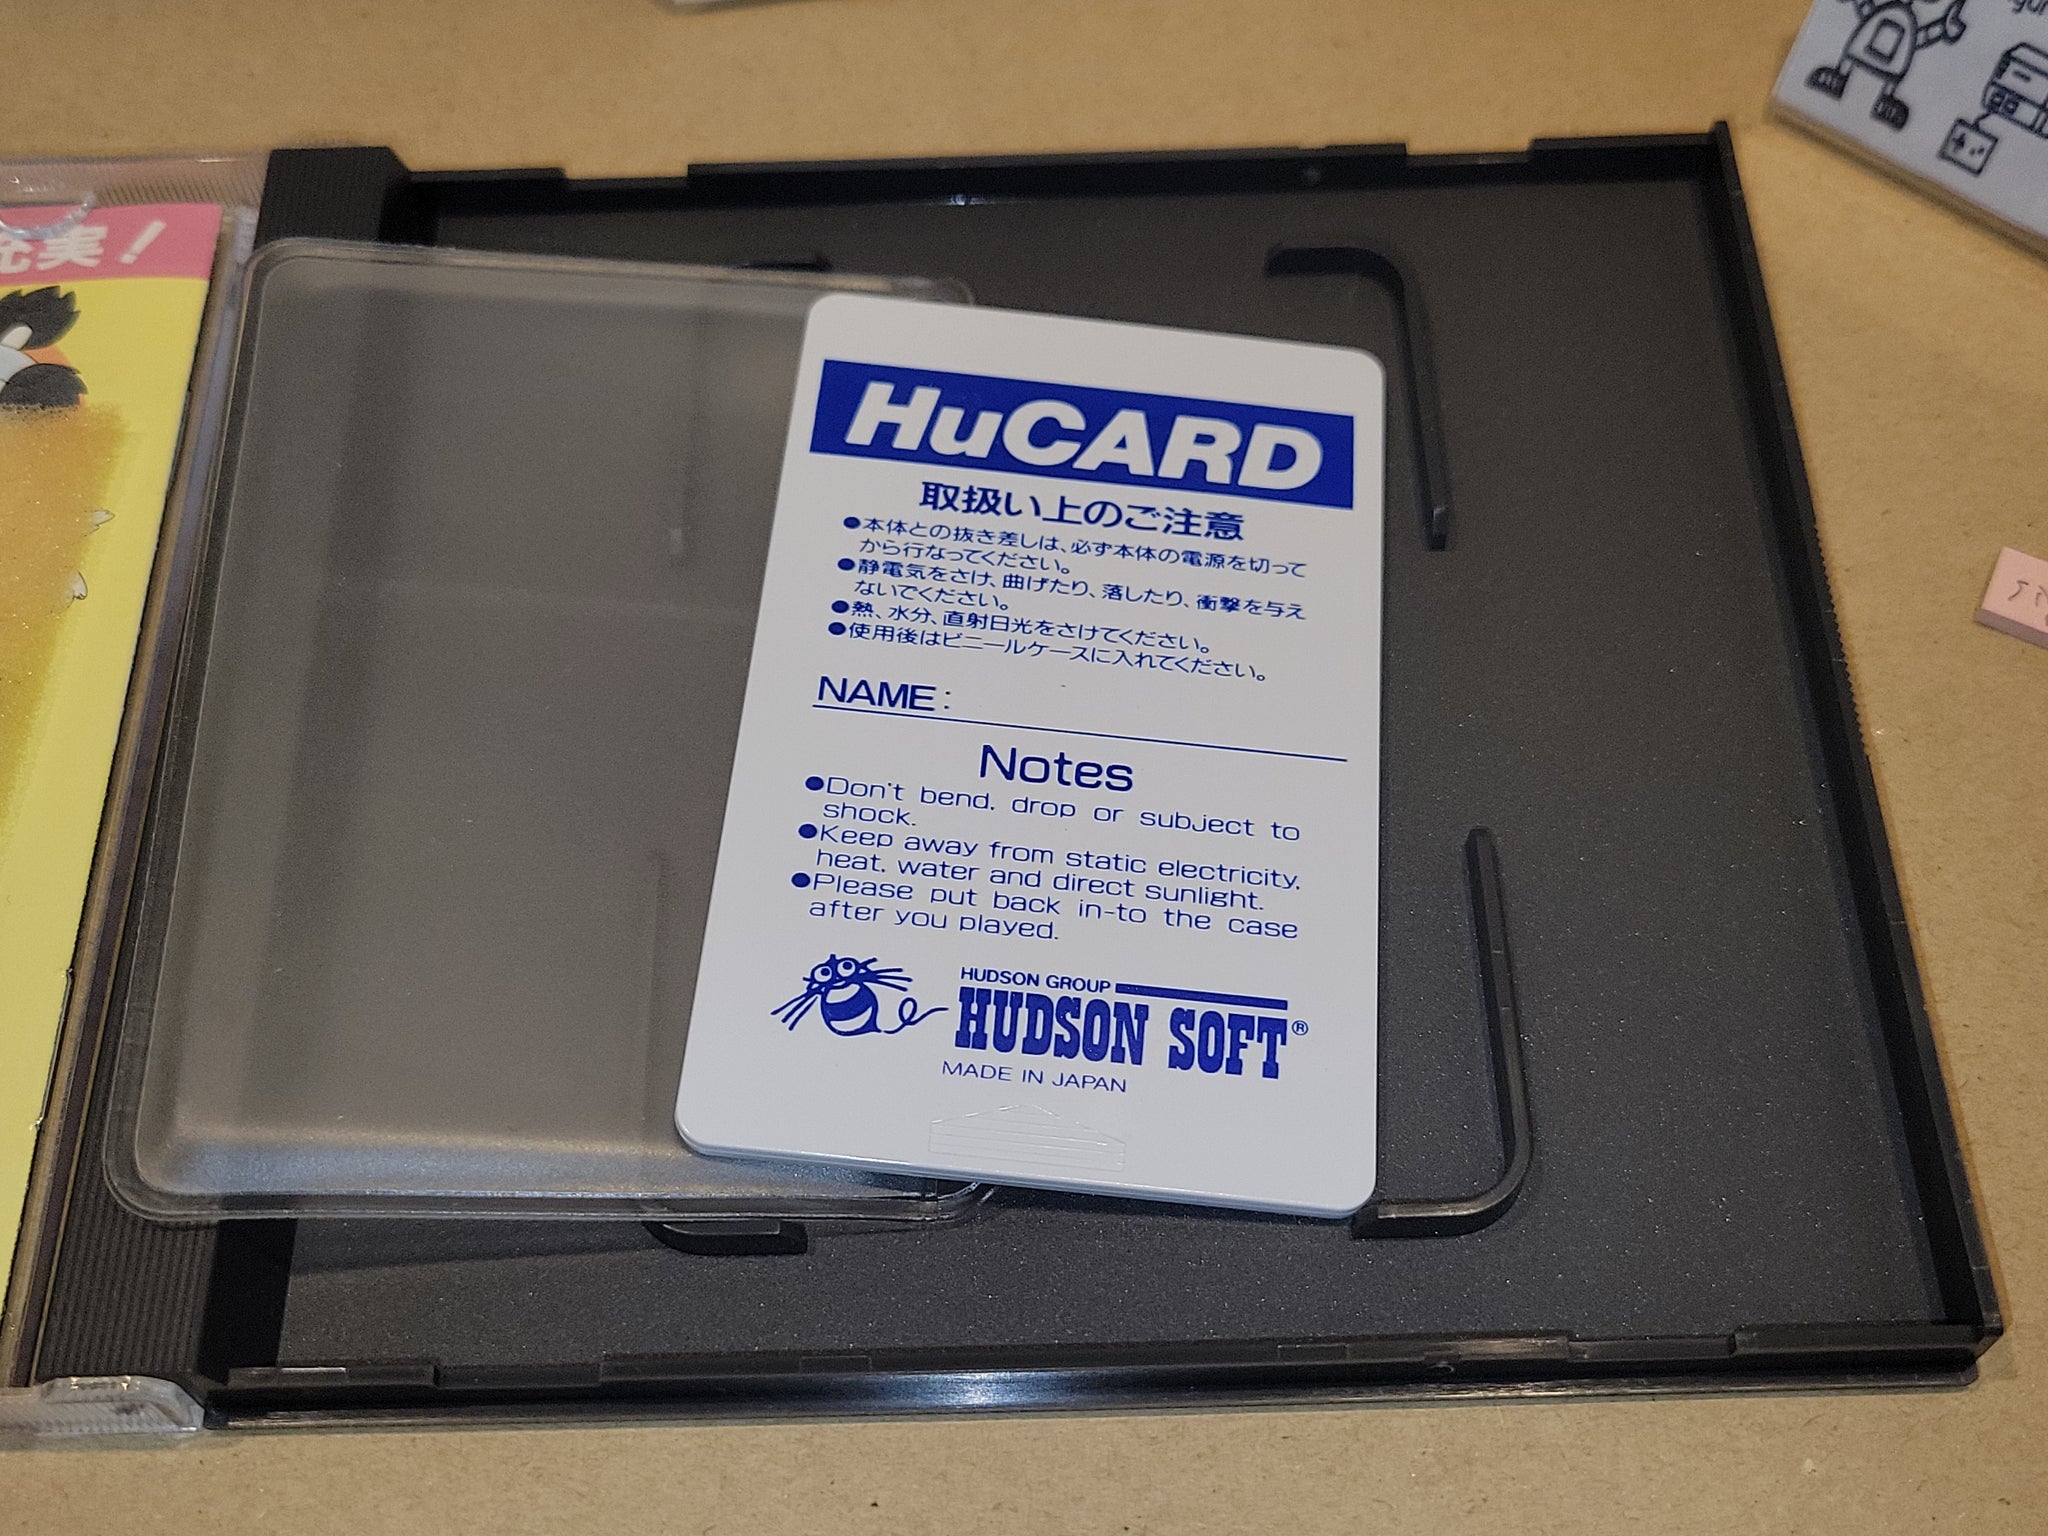 充実！
HuCARD
取扱い上のご注意
●本体との抜き差しは、必ず本体の電源を切って
から行なってください。
●静電気をさけ、曲げたり、落したり、衝撃を与え
ないでください。
●熱、水分、直射日光をさけてください。
●使用後はビニールケースに入れてください。
NAME:
Notes
●Don't bend, drop or subject to
shock.
●Keep away from static electricity,
heat, water and direct sunlight.
●Please put back in-to the case
after you played.
HUDSON GROUP
HUDSON SOFT®
MADE IN JAPAN
D